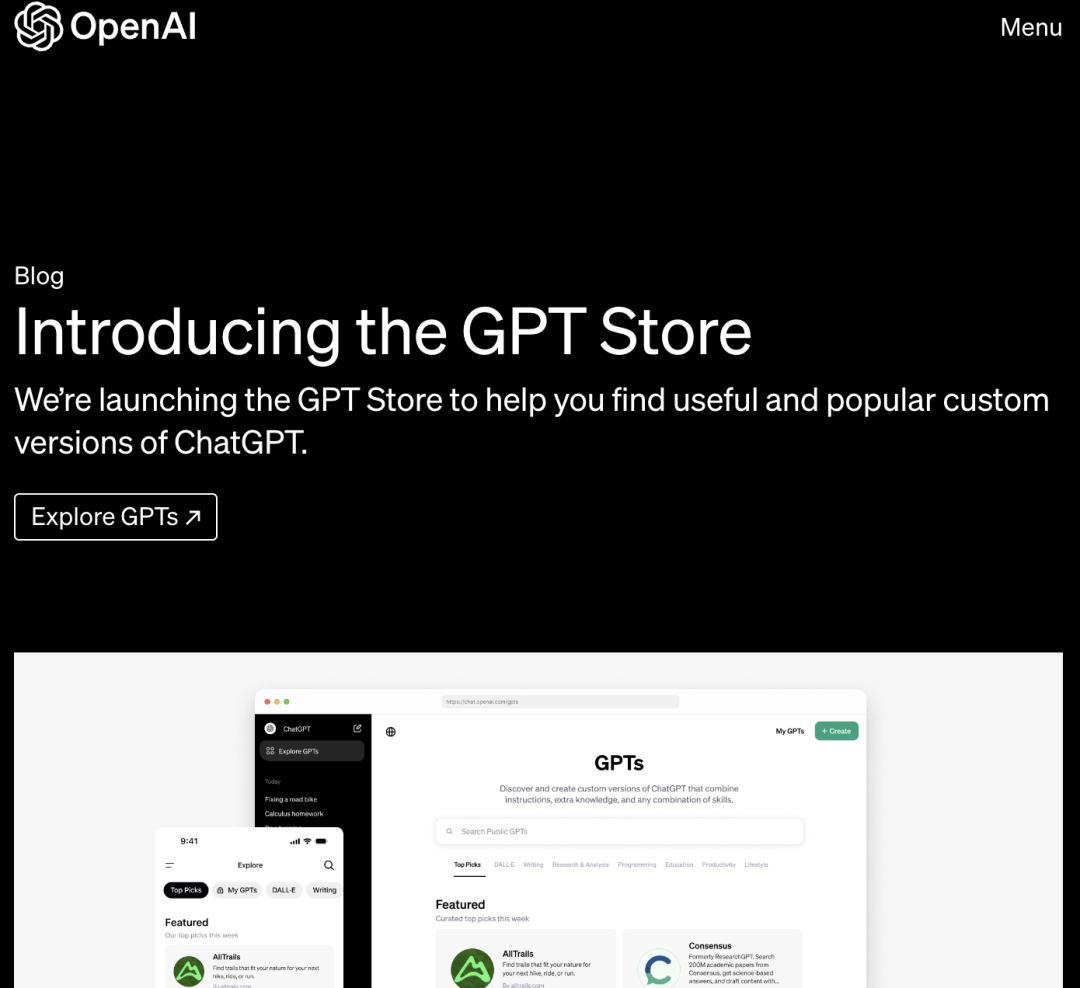 OpenAI
Menu
Blog
Introducing the GPT Store
We’re launching the GPT Store to help you find useful and popular custom
versions of ChatGPT.
Explore GPTs ↗
https://chat.openai.com/gpts
ChatGPT
Explore GPTs
Today
Fixing a road bike
Calculus homework
My GPTs
+ Create
GPTs
Discover and create custom versions of ChatGPT that combine
instructions, extra knowledge, and any combination of skills.
Search Public GPTs
Top Picks DALL·E Writing Research & Analysis Programming Education Productivity Lifestyle
Featured
Curated top picks this week
AllTrails
Find trails that fit your nature for your
next hike, ride, or run.
By alltrails.com
Consensus
Formerly ResearchGPT. Search
200M academic papers from
Consensus, get science-based
answers, and draft content with...
9:41
Explore
Top Picks My GPTs DALL·E Writing
Featured
Our top picks this week
AllTrails
Find trails that fit your nature for your next
hike, ride, or run.
By alltrails.com